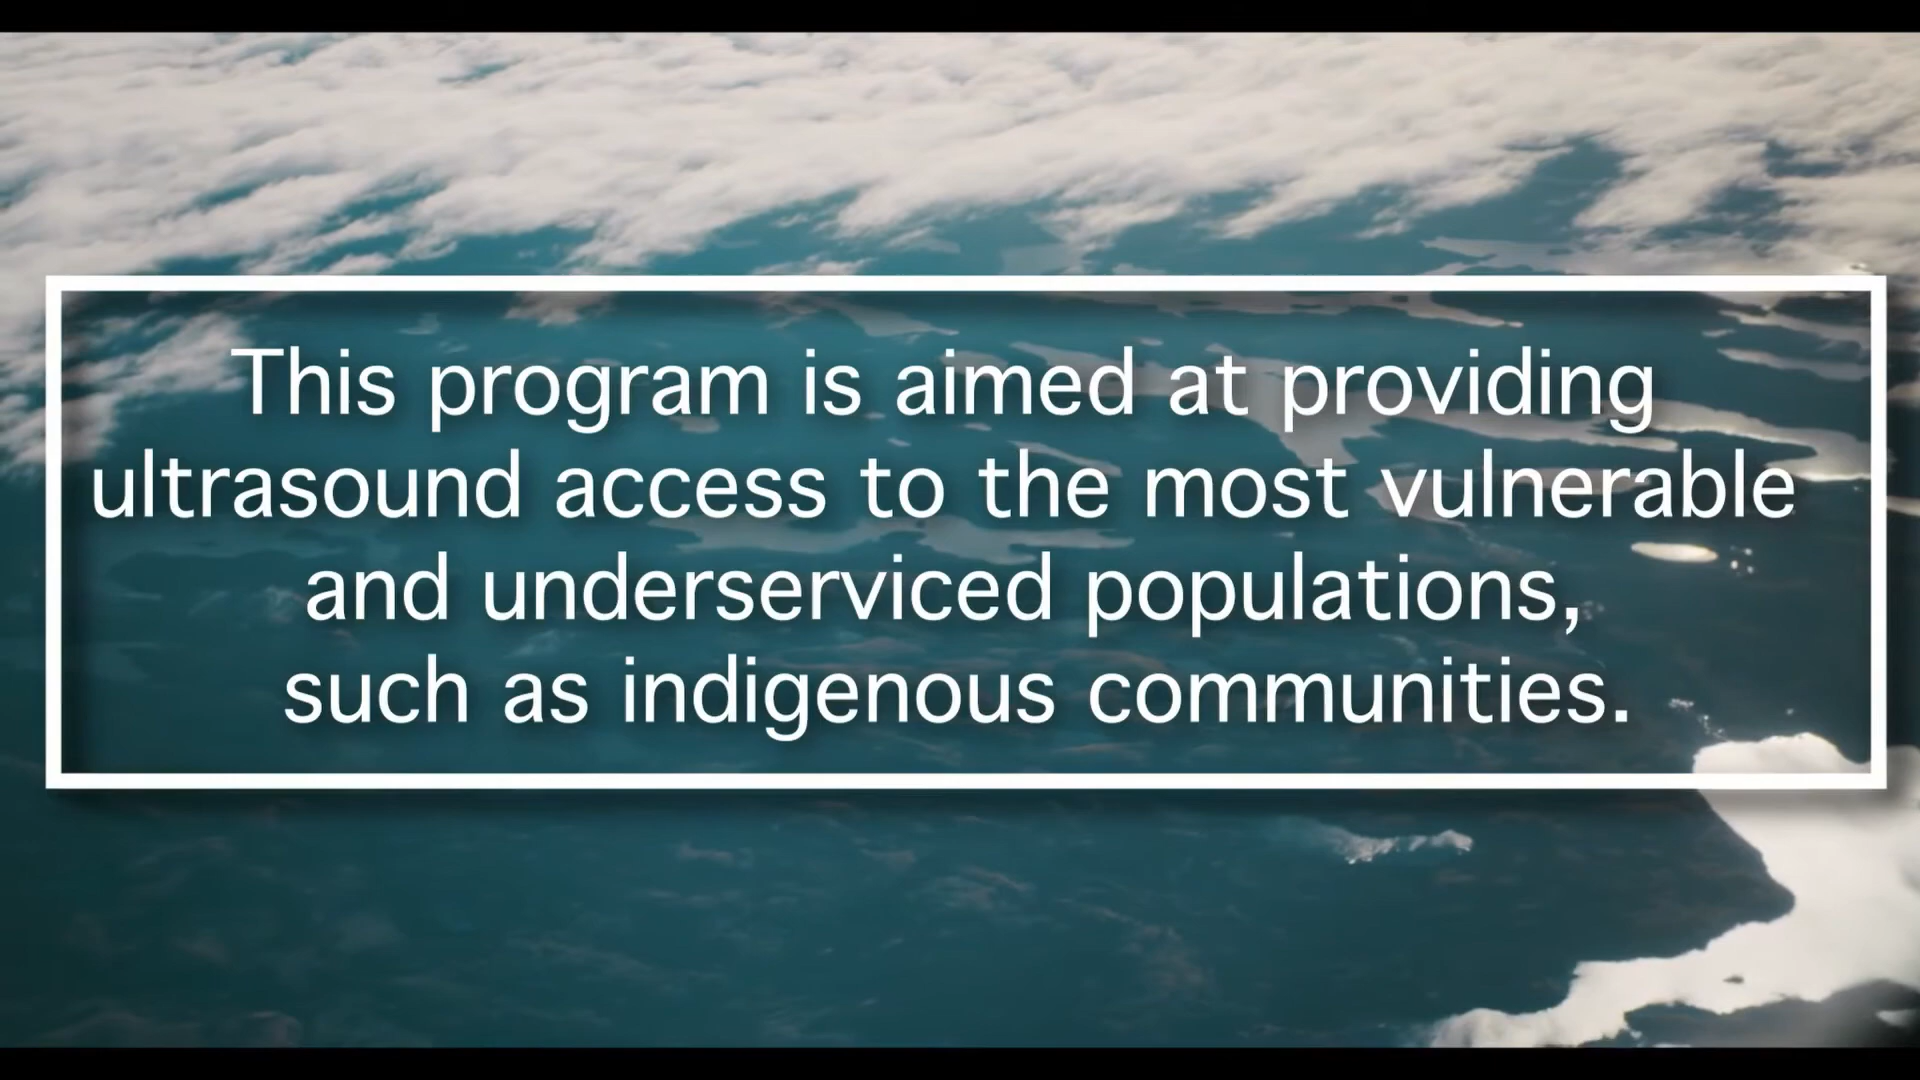 This program is aimed at providing
ultrasound access to the most vulnerable
and underserviced populations,
such as indigenous communities.